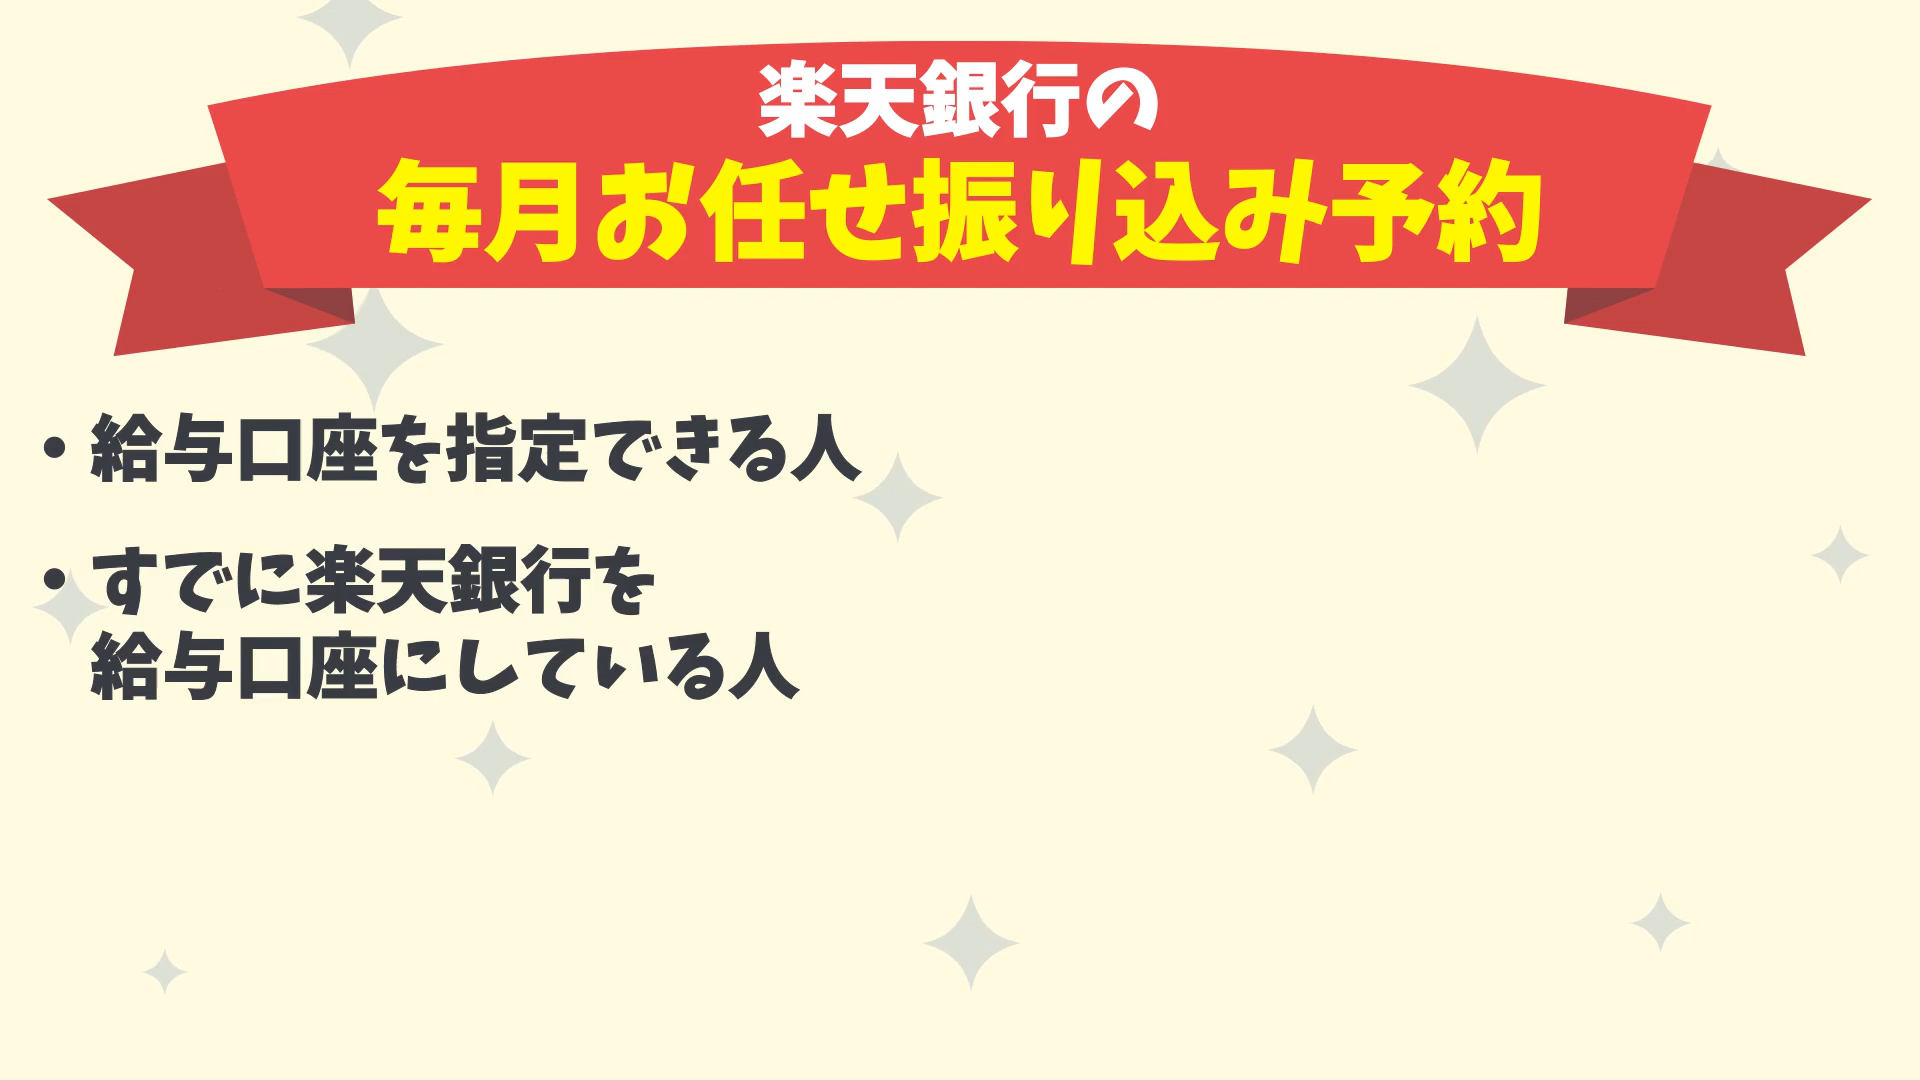 楽天銀行の
毎月お任せ振り込み予約
・給与口座を指定できる人
・すでに楽天銀行を
給与口座にしている人